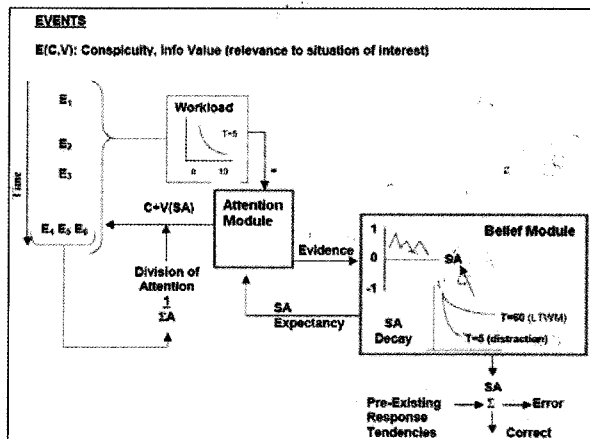 EVENTS
E(C,V): Conspicuity, Info Value (relevance to situation of interest)
Time
E1
E2
E3
E4 E5 E6
Workload
T=5
0 10
C+V(SA)
Attention
Module
Division of
Attention
1
ΣA
Evidence
SA
Expectancy
Belief Module
1
0
-1
SA
SA
Decay
T=60 (LTWM)
T=5 (distraction)
SA
Pre-Existing
Response
Tendencies
Σ
Error
Correct